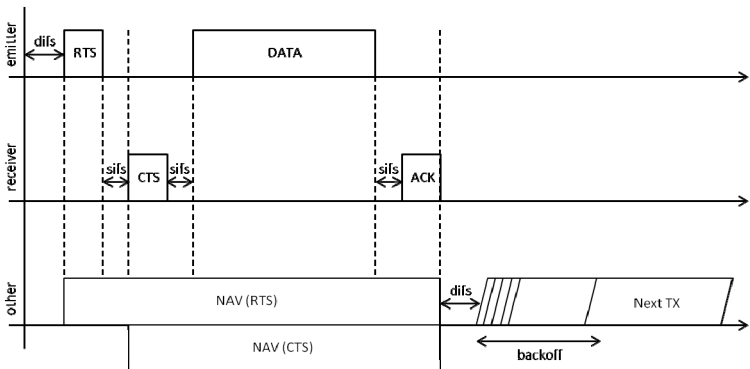 emitter
difs
RTS
DATA
receiver
sifs
CTS
sifs
sifs
ACK
other
NAV (RTS)
difs
Next TX
NAV (CTS)
backoff